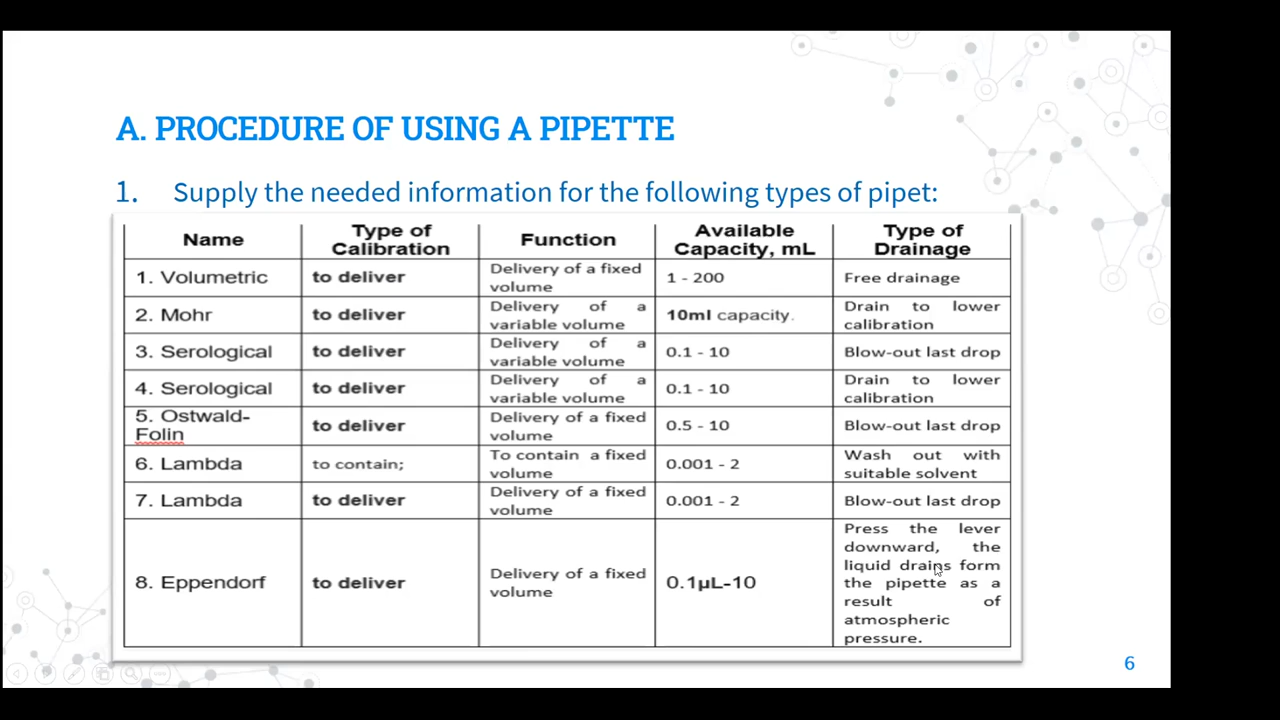 A. PROCEDURE OF USING A PIPETTE
1. Supply the needed information for the following types of pipet:
Name
Type of
Calibration
Function
Available
Capacity, mL
Type of
Drainage
1. Volumetric
to deliver
Delivery of a fixed
volume
1 - 200
Free drainage
2. Mohr
to deliver
Delivery of a
variable volume
10ml capacity.
Drain to lower
calibration
3. Serological
to deliver
Delivery of a
variable volume
0.1 - 10
Blow-out last drop
4. Serological
to deliver
Delivery of a
variable volume
0.1 - 10
Drain to lower
calibration
5. Ostwald-
Folin
to deliver
Delivery of a fixed
volume
0.5 - 10
Blow-out last drop
6. Lambda
to contain;
To contain a fixed
volume
0.001 - 2
Wash out with
suitable solvent
7. Lambda
to deliver
Delivery of a fixed
volume
0.001 - 2
Blow-out last drop
8. Eppendorf
to deliver
Delivery of a fixed
volume
0.1µL-10
Press the lever
downward, the
liquid drains form
the pipette as a
result of
atmospheric
pressure.
6